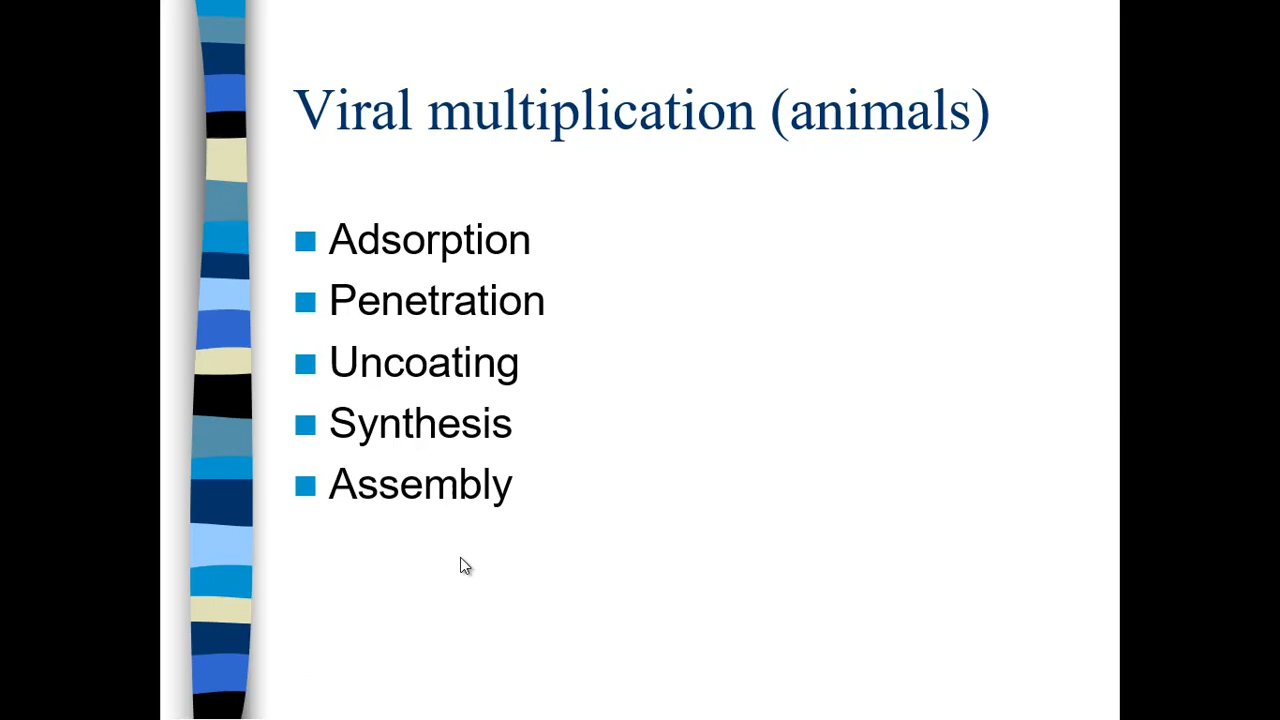 Viral multiplication (animals)
Adsorption
Penetration
Uncoating
Synthesis
Assembly